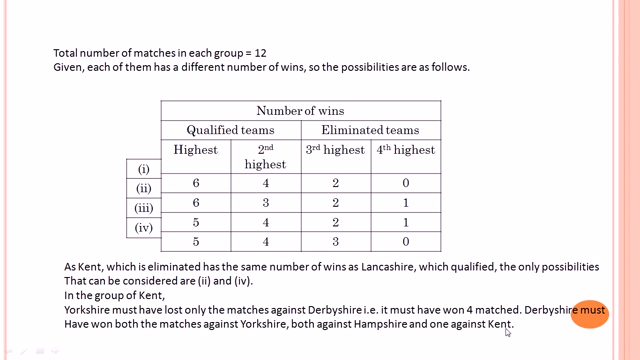 Total number of matches in each group = 12
Given, each of them has a different number of wins, so the possibilities are as follows.
Number of wins
Qualified teams Eliminated teams
Highest 2nd highest 3rd highest 4th highest
(i) 6 4 2 0
(ii) 6 3 2 1
(iii) 5 4 2 1
(iv) 5 4 3 0
As Kent, which is eliminated has the same number of wins as Lancashire, which qualified, the only possibilities
That can be considered are (ii) and (iv).
In the group of Kent,
Yorkshire must have lost only the matches against Derbyshire i.e. it must have won 4 matched. Derbyshire must
Have won both the matches against Yorkshire, both against Hampshire and one against Kent.